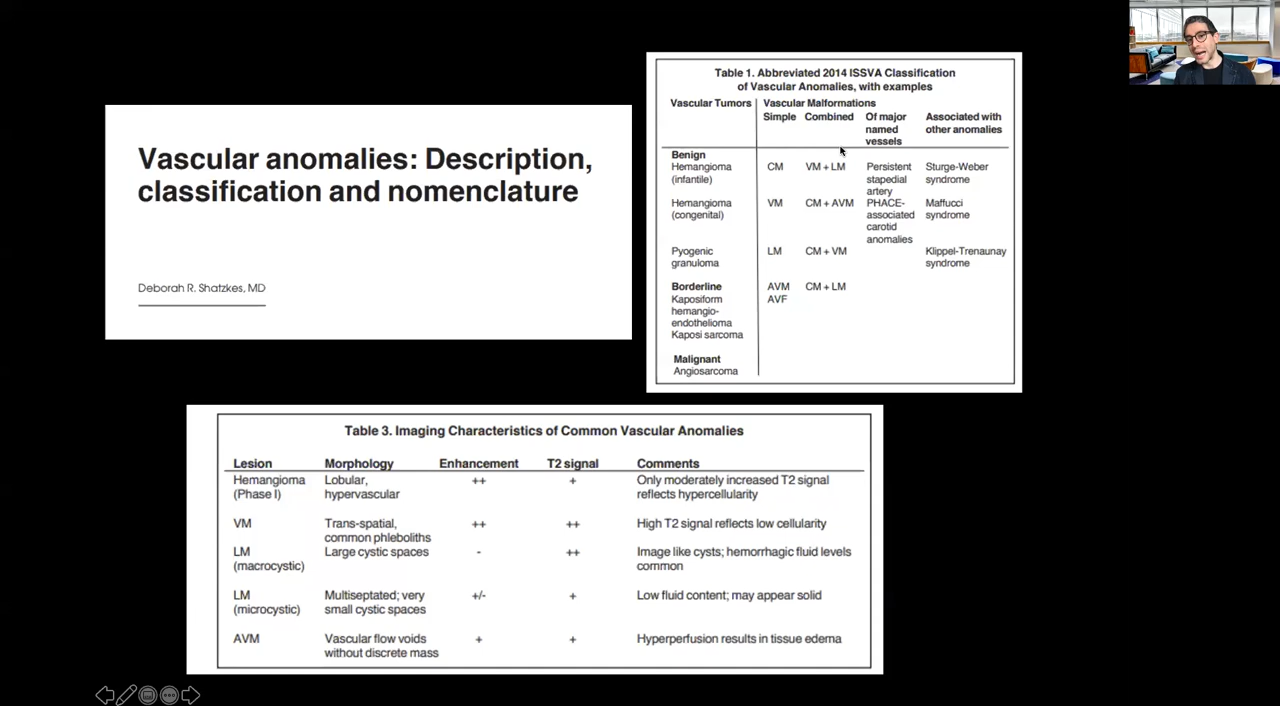 Vascular anomalies: Description,
classification and nomenclature
Deborah R. Shatzkes, MD
Table 1. Abbreviated 2014 ISSVA Classification
of Vascular Anomalies, with examples
Vascular Tumors Vascular Malformations
Simple Combined Of major Associated with
named other anomalies
vessels
Benign
Hemangioma CM VM + LM Persistent Sturge-Weber
(infantile) stapedial syndrome
artery
Hemangioma VM CM + AVM PHACE- Maffucci
(congenital) associated syndrome
carotid
anomalies
Pyogenic LM CM + VM Klippel-Trenaunay
granuloma syndrome
Borderline AVM CM + LM
Kaposiform AVF
hemangio-
endothelioma
Kaposi sarcoma
Malignant
Angiosarcoma
Table 3. Imaging Characteristics of Common Vascular Anomalies
Lesion Morphology Enhancement T2 signal Comments
Hemangioma Lobular, ++ + Only moderately increased T2 signal
(Phase I) hypervascular reflects hypercellularity
VM Trans-spatial, ++ ++ High T2 signal reflects low cellularity
common phleboliths
LM Large cystic spaces - ++ Image like cysts; hemorrhagic fluid levels
(macrocystic) common
LM Multiseptated; very +/- + Low fluid content; may appear solid
(microcystic) small cystic spaces
AVM Vascular flow voids + + Hyperperfusion results in tissue edema
without discrete mass